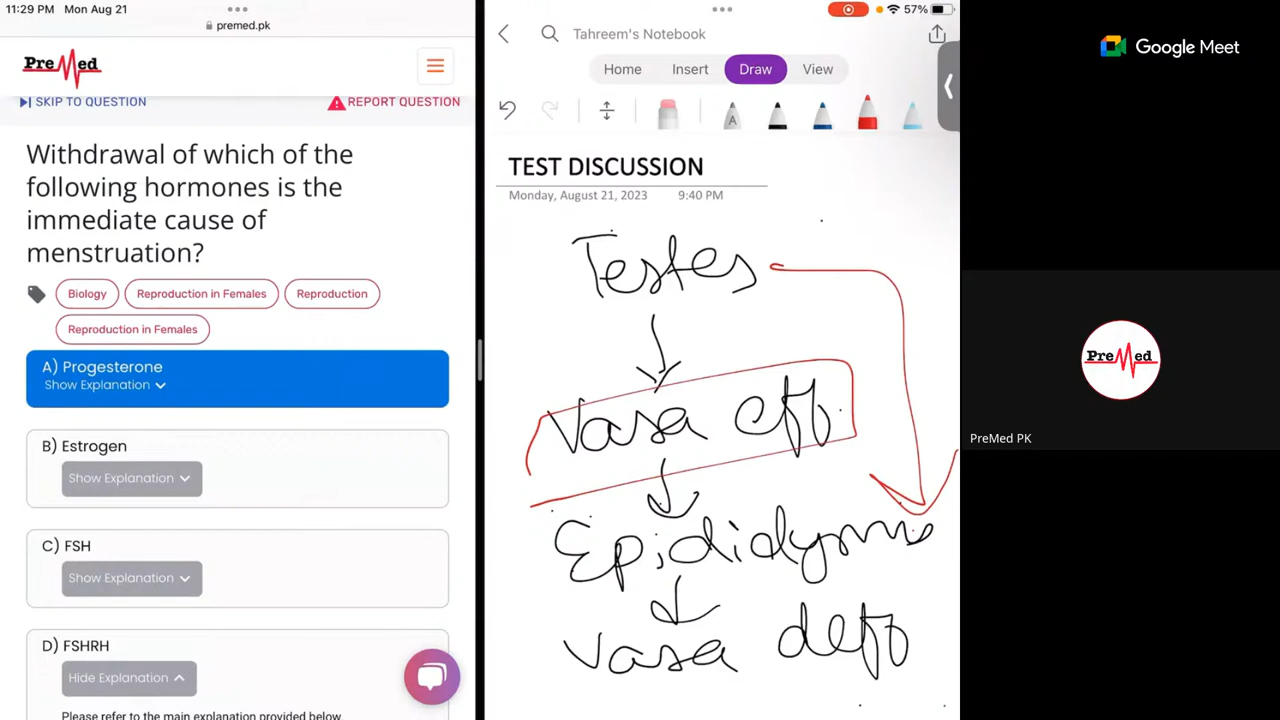 11:29 PM Mon Aug 21
premed.pk
PreMed
SKIP TO QUESTION
REPORT QUESTION
Withdrawal of which of the
following hormones is the
immediate cause of
menstruation?
Biology
Reproduction in Females
Reproduction
Reproduction in Females
A) Progesterone
Show Explanation
B) Estrogen
Show Explanation
C) FSH
Show Explanation
D) FSHRH
Hide Explanation
Please refer to the main explanation provided below.
57%
Tahreem's Notebook
Home Insert Draw View
A
TEST DISCUSSION
Monday, August 21, 2023 9:40 PM
Testes
Vasa eff.
Epididymus
Vasa deff
Google Meet
PreMed
PreMed PK